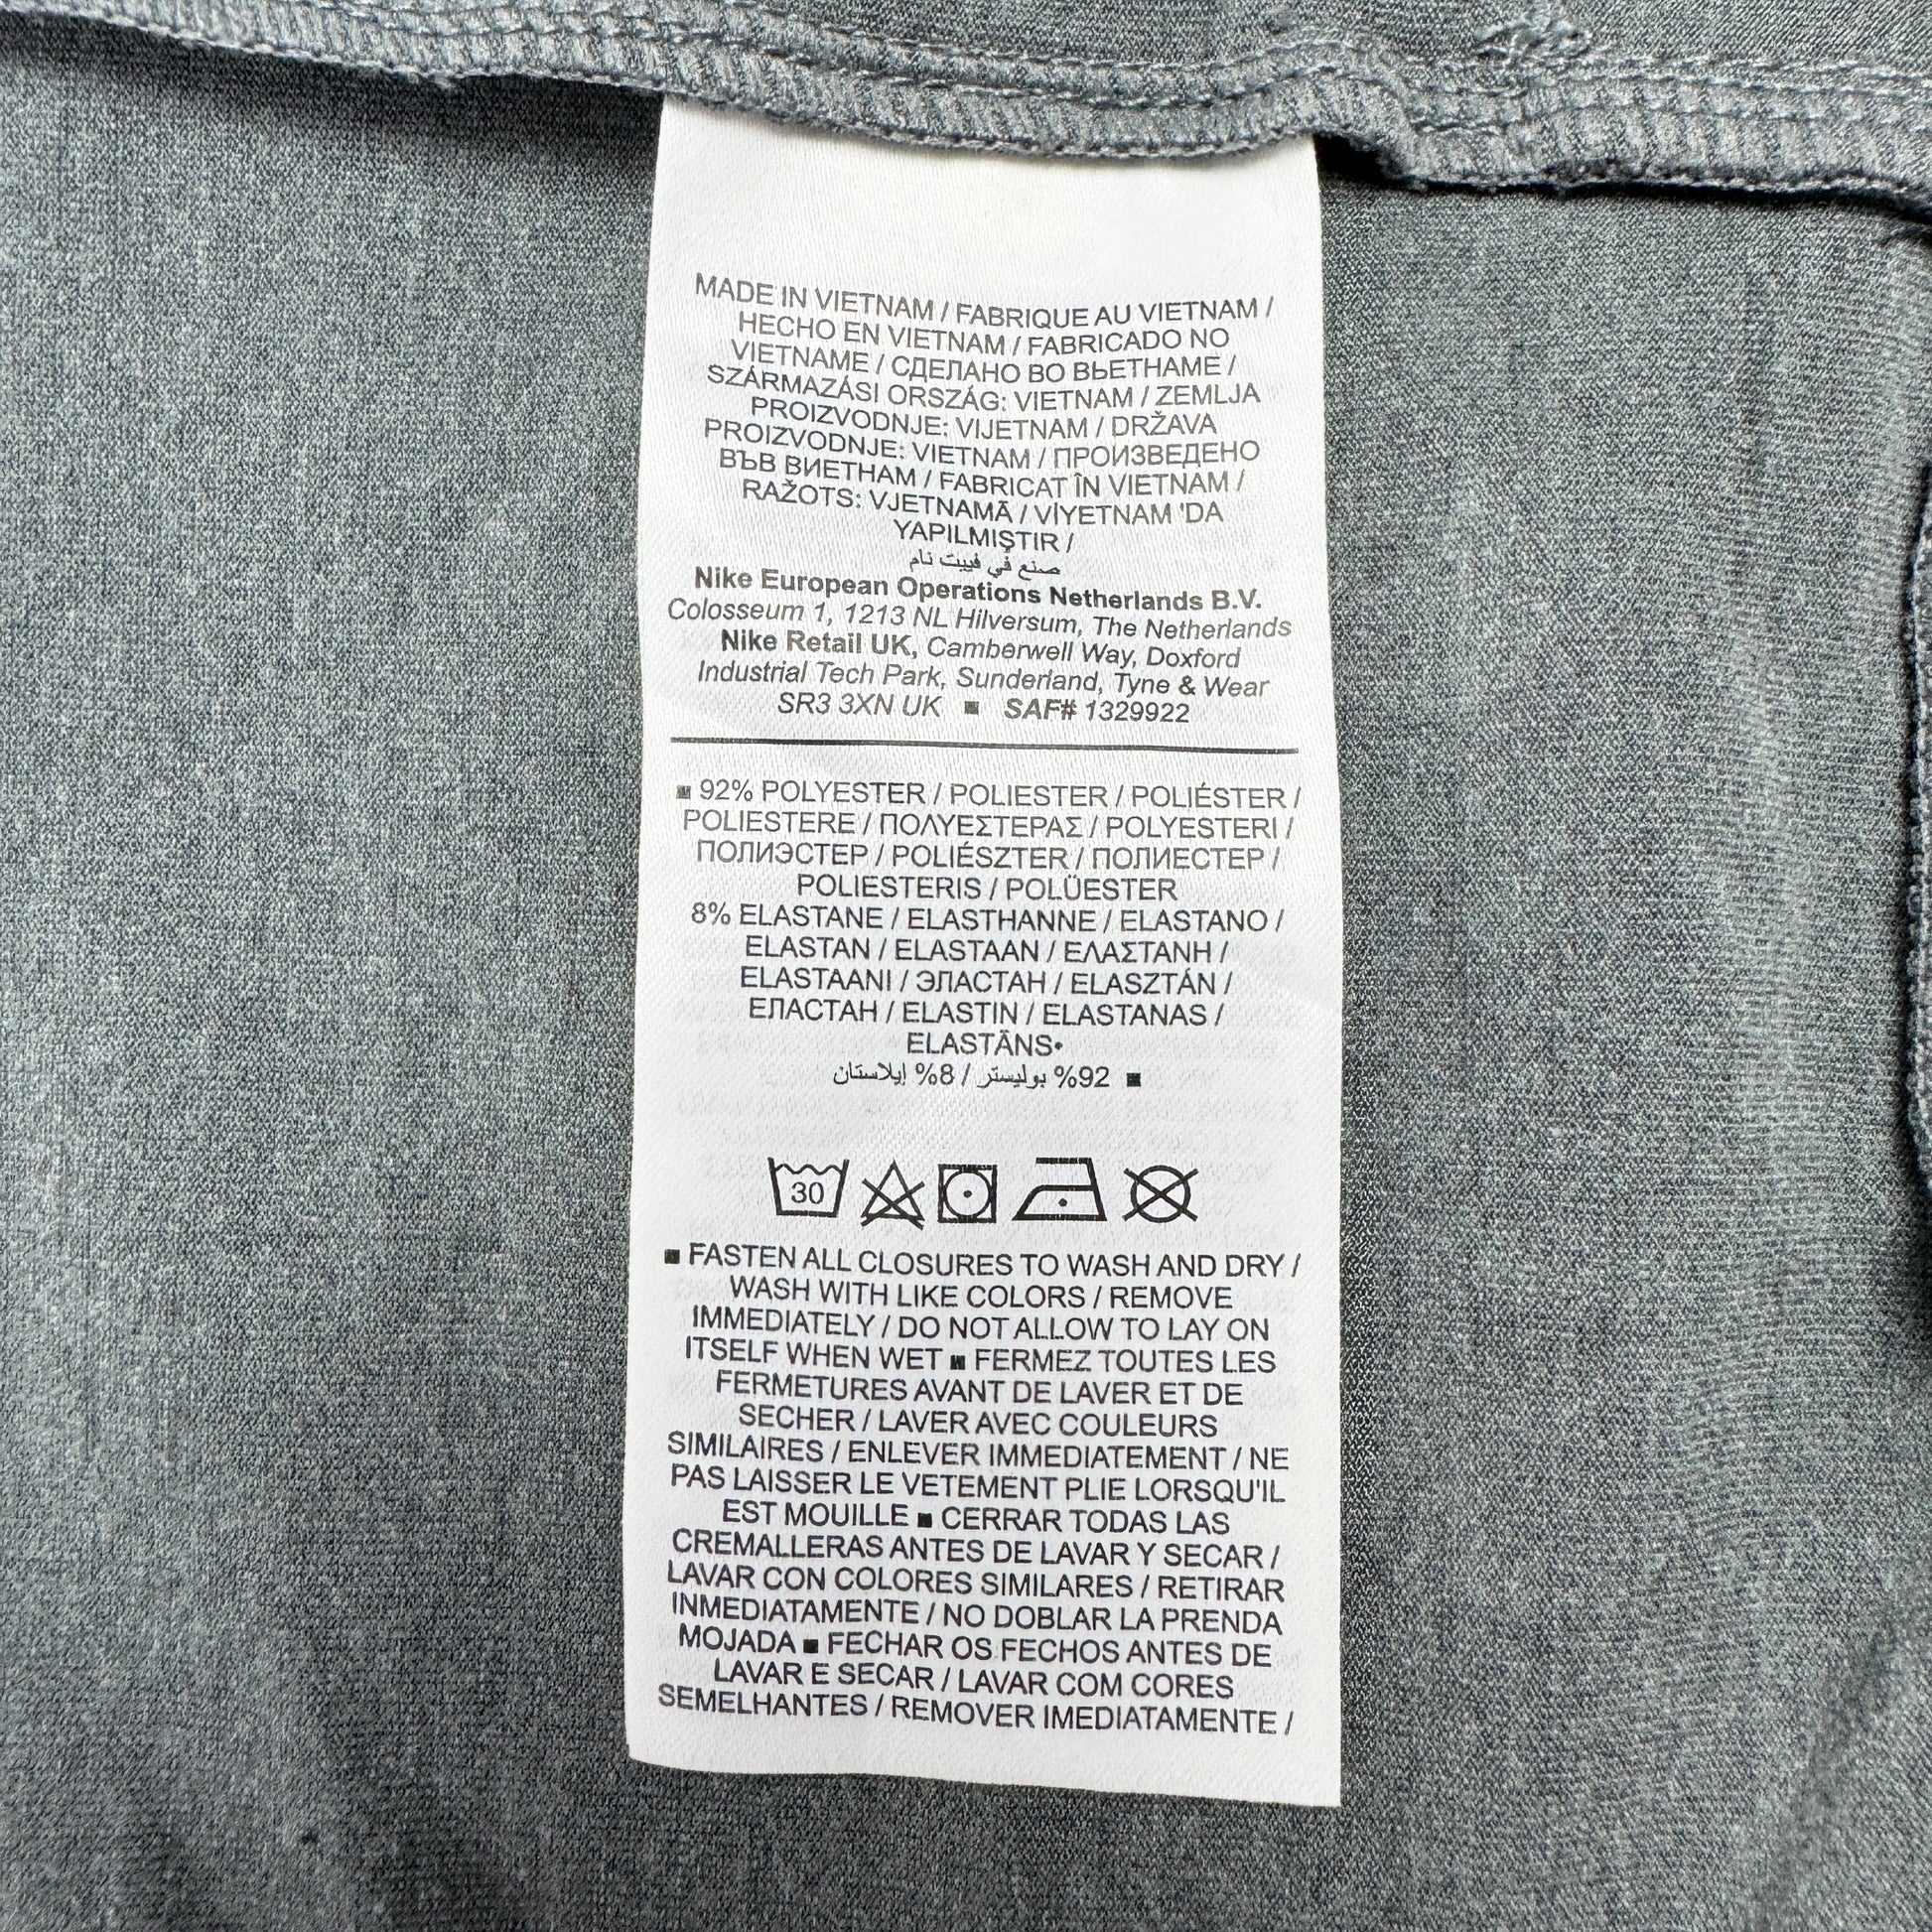 MADE IN VIETNAM / FABRIQUE AU VIETNAM /
HECHO EN VIETNAM / FABRICADO NO
VIETNAME / СДЕЛАНО ВО ВЬЕТНАМЕ /
SZÁRMAZÁSI ORSZÁG: VIETNAM / ZEMLJA
PROIZVODNJE: VIJETNAM / DRŽAVA
PROIZVODNJE: VIETNAM / ПРОИЗВЕДЕНО
ВЪВ ВИЕТНАМ / FABRICAT ÎN VIETNAM /
RAŽOTS: VJETNAMĀ / VİYETNAM 'DA
YAPILMIŞTIR /
صنع في فييت نام
Nike European Operations Netherlands B.V.
Colosseum 1, 1213 NL Hilversum, The Netherlands
Nike Retail UK, Camberwell Way, Doxford
Industrial Tech Park, Sunderland, Tyne & Wear
SR3 3XN UK ■ SAF# 1329922
■ 92% POLYESTER / POLIESTER / POLIÉSTER /
POLIESTERE / ΠΟΛΥΕΣΤΕΡΑΣ / POLYESTERI /
ПОЛИЭСТЕР / POLIÉSZTER / ПОЛИЕСТЕР /
POLIESTERIS / POLÜESTER
8% ELASTANE / ELASTHANNE / ELASTANO /
ELASTAN / ELASTAAN / ΕΛΑΣΤΑΝΗ /
ELASTAANI / ЭЛАСТАН / ELASZTÁN /
ЕЛАСТАН / ELASTIN / ELASTANAS /
ELASTĀNS•
■ 92% بوليستر / 8% إيلاستان
30
■ FASTEN ALL CLOSURES TO WASH AND DRY /
WASH WITH LIKE COLORS / REMOVE
IMMEDIATELY / DO NOT ALLOW TO LAY ON
ITSELF WHEN WET ■ FERMEZ TOUTES LES
FERMETURES AVANT DE LAVER ET DE
SECHER / LAVER AVEC COULEURS
SIMILAIRES / ENLEVER IMMEDIATEMENT / NE
PAS LAISSER LE VETEMENT PLIE LORSQU'IL
EST MOUILLE ■ CERRAR TODAS LAS
CREMALLERAS ANTES DE LAVAR Y SECAR /
LAVAR CON COLORES SIMILARES / RETIRAR
INMEDIATAMENTE / NO DOBLAR LA PRENDA
MOJADA ■ FECHAR OS FECHOS ANTES DE
LAVAR E SECAR / LAVAR COM CORES
SEMELHANTES / REMOVER IMEDIATAMENTE /